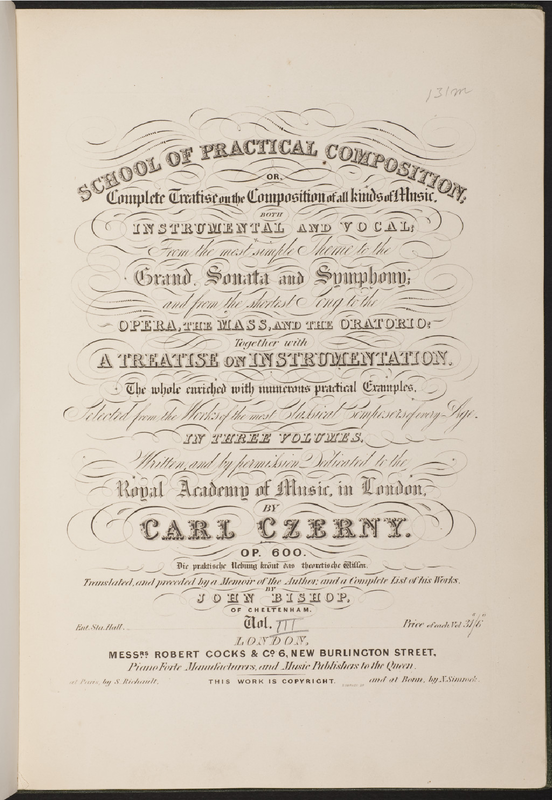 SCHOOL OF PRACTICAL COMPOSITION;
OR,
Complete Treatise on the Composition of all kinds of Music,
BOTH
INSTRUMENTAL AND VOCAL;
From the most simple Theme to the
Grand Sonata and Symphony;
and from the shortest Song to the
OPERA, THE MASS, AND THE ORATORIO:
Together with
A TREATISE ON INSTRUMENTATION.
The whole enriched with numerous practical Examples,
Selected from the Works of the most Classical Composers of every Age.
IN THREE VOLUMES.
Written, and by permission Dedicated to the
Royal Academy of Music, in London,
BY
CARL CZERNY.
OP. 600.
Die praktische Uebung krönt das theoretische Wissen.
Translated, and preceded by a Memoir of the Author, and a Complete List of his Works,
BY
JOHN BISHOP,
OF CHELTENHAM.
Ent. Sta. Hall. Vol. III Price of each Vol. 31/6
LONDON,
MESSRS ROBERT COCKS & Co 6, NEW BURLINGTON STREET,
Piano Forte Manufacturers, and Music Publishers to the Queen.
at Paris, by S. Richault. THIS WORK IS COPYRIGHT. and at Bonn, by N. Simrock.